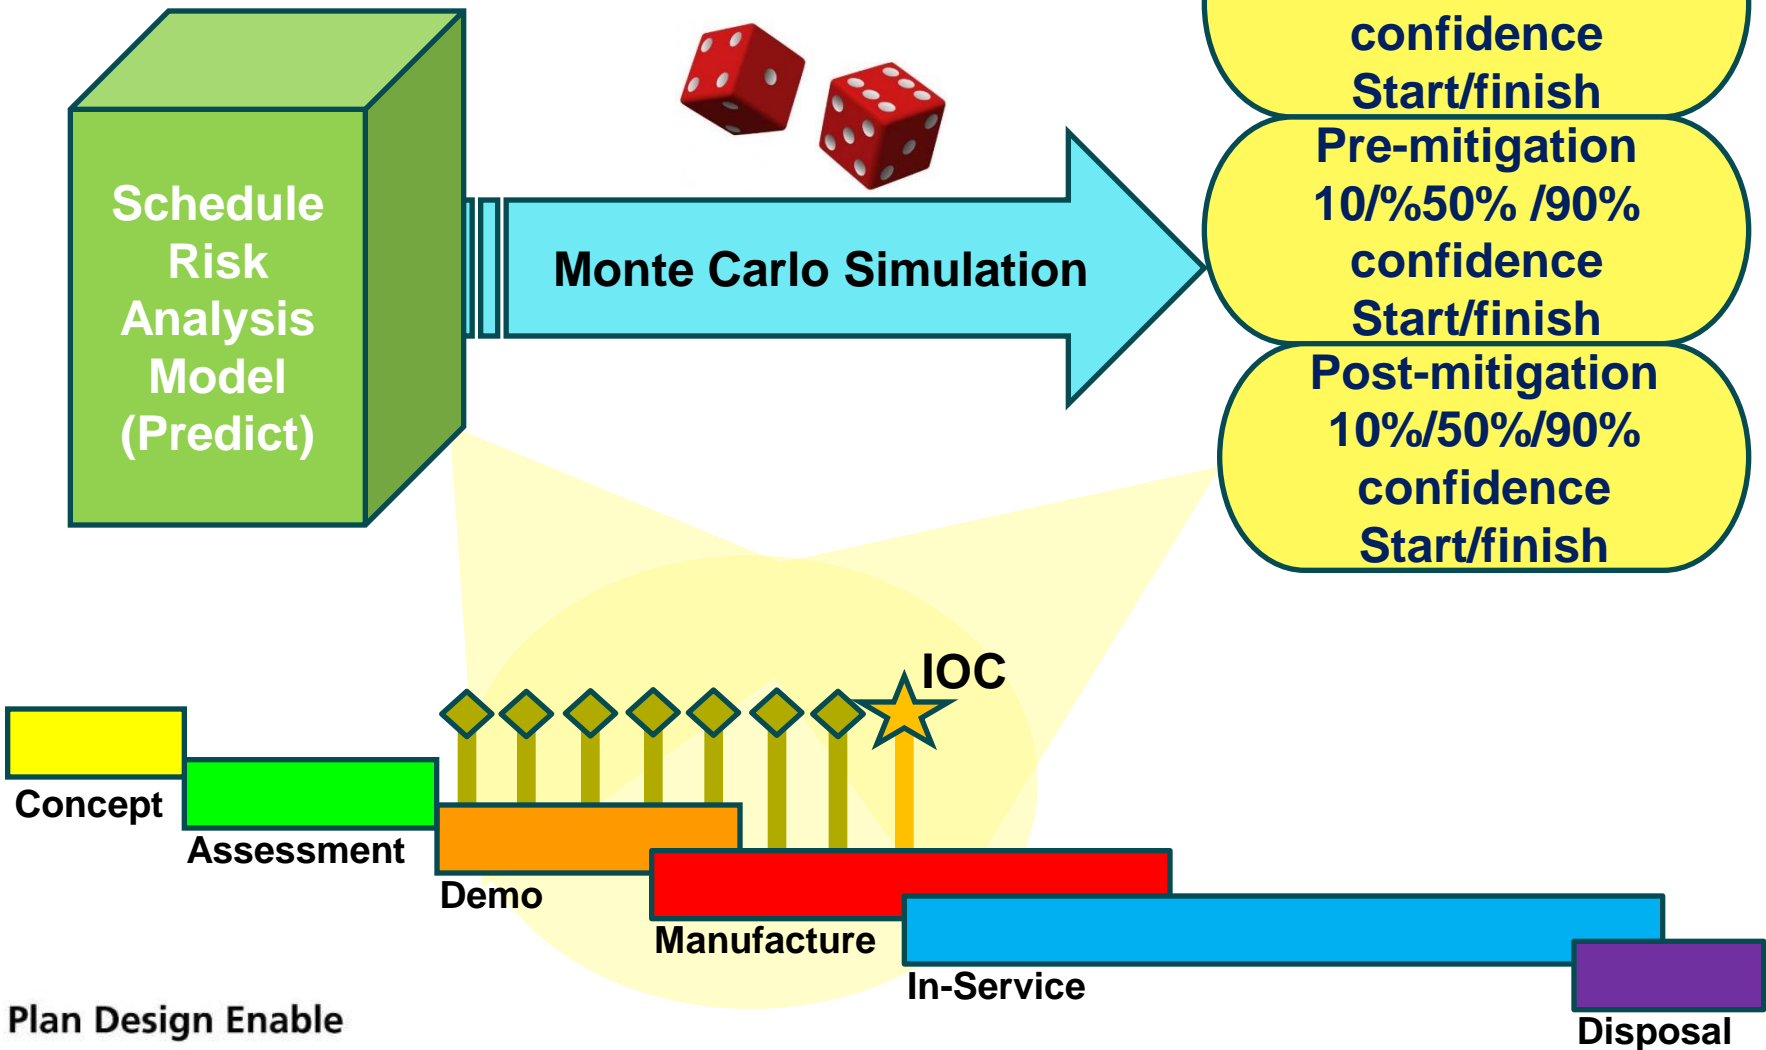 confidence
Start/finish
Pre-mitigation
10/%50% /90%
confidence
Start/finish
Post-mitigation
10%/50%/90%
confidence
Start/finish
Schedule
Risk
Analysis
Model
(Predict)
Monte Carlo Simulation
IOC
Concept
Assessment
Demo
Manufacture
In-Service
Disposal
Plan Design Enable